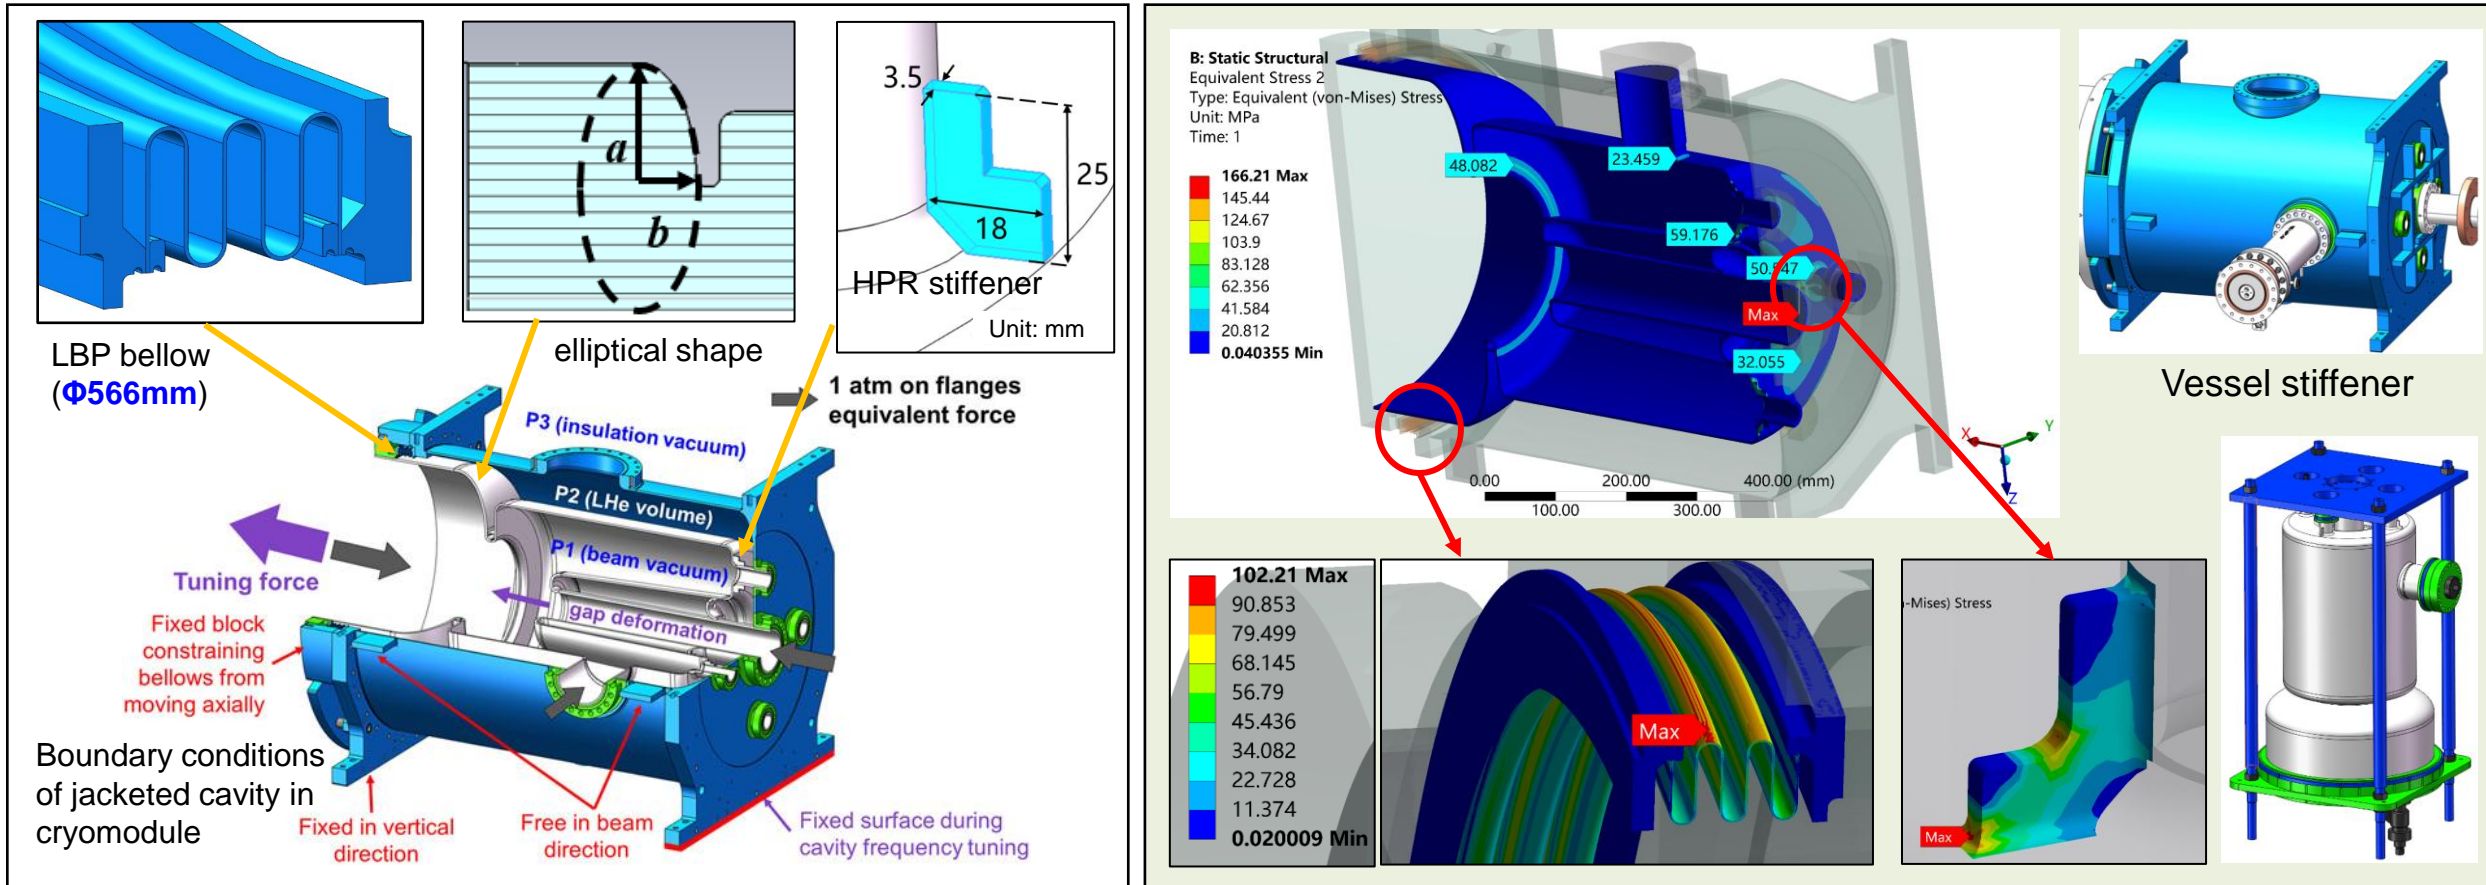 3.5
25
18
HPR stiffener
Unit: mm
a
b
LBP bellow
(Φ566mm)
elliptical shape
1 atm on flanges
equivalent force
P3 (insulation vacuum)
P2 (LHe volume)
P1 (beam vacuum)
Tuning force
gap deformation
Fixed block
constraining
bellows from
moving axially
Boundary conditions
of jacketed cavity in
cryomodule
Fixed in vertical
direction
Free in beam
direction
Fixed surface during
cavity frequency tuning
B: Static Structural
Equivalent Stress 2
Type: Equivalent (von-Mises) Stress
Unit: MPa
Time: 1
166.21 Max
145.44
124.67
103.9
83.128
62.356
41.584
20.812
0.040355 Min
48.082
23.459
59.176
Max
32.055
0.00
200.00
400.00 (mm)
100.00
300.00
X
Y
Z
Vessel stiffener
102.21 Max
90.853
79.499
68.145
56.79
45.436
34.082
22.728
11.374
0.020009 Min
Max
-Mises) Stress
Max